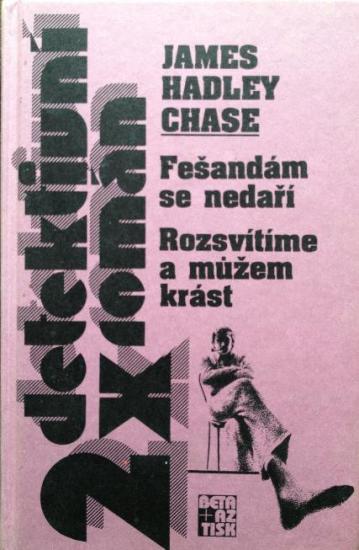 JAMES
HADLEY
CHASE
Fešandám
se nedaří
Rozsvítíme
a můžem
krást
2x detektivní
román
BETA
+AZ
TISK